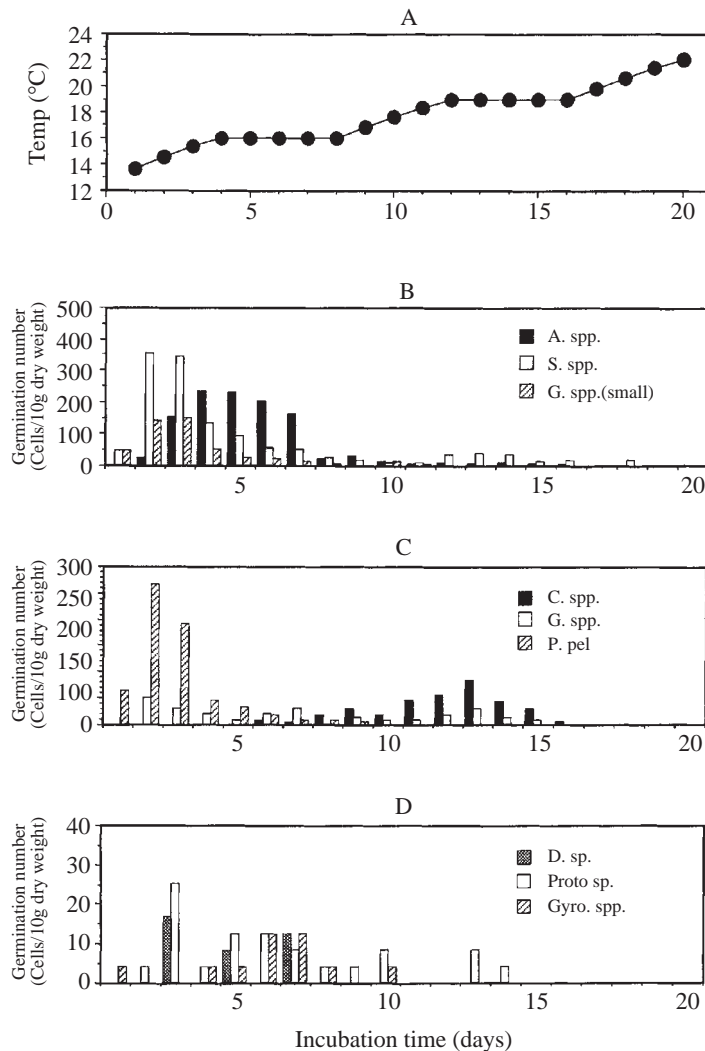 A
Temp (°C)
24
22
20
18
16
14
12
0 5 10 15 20
B
Germination number
(Cells/10g dry weight)
500
400
300
200
100
0
A. spp.
S. spp.
G. spp.(small)
5 10 15 20
C
Germination number
(Cells/10g dry weight)
300
250
200
150
100
0
C. spp.
G. spp.
P. pel
5 10 15 20
D
Germination number
(Cells/10g dry weight)
40
30
20
10
0
D. sp.
Proto sp.
Gyro. spp.
5 10 15 20
Incubation time (days)